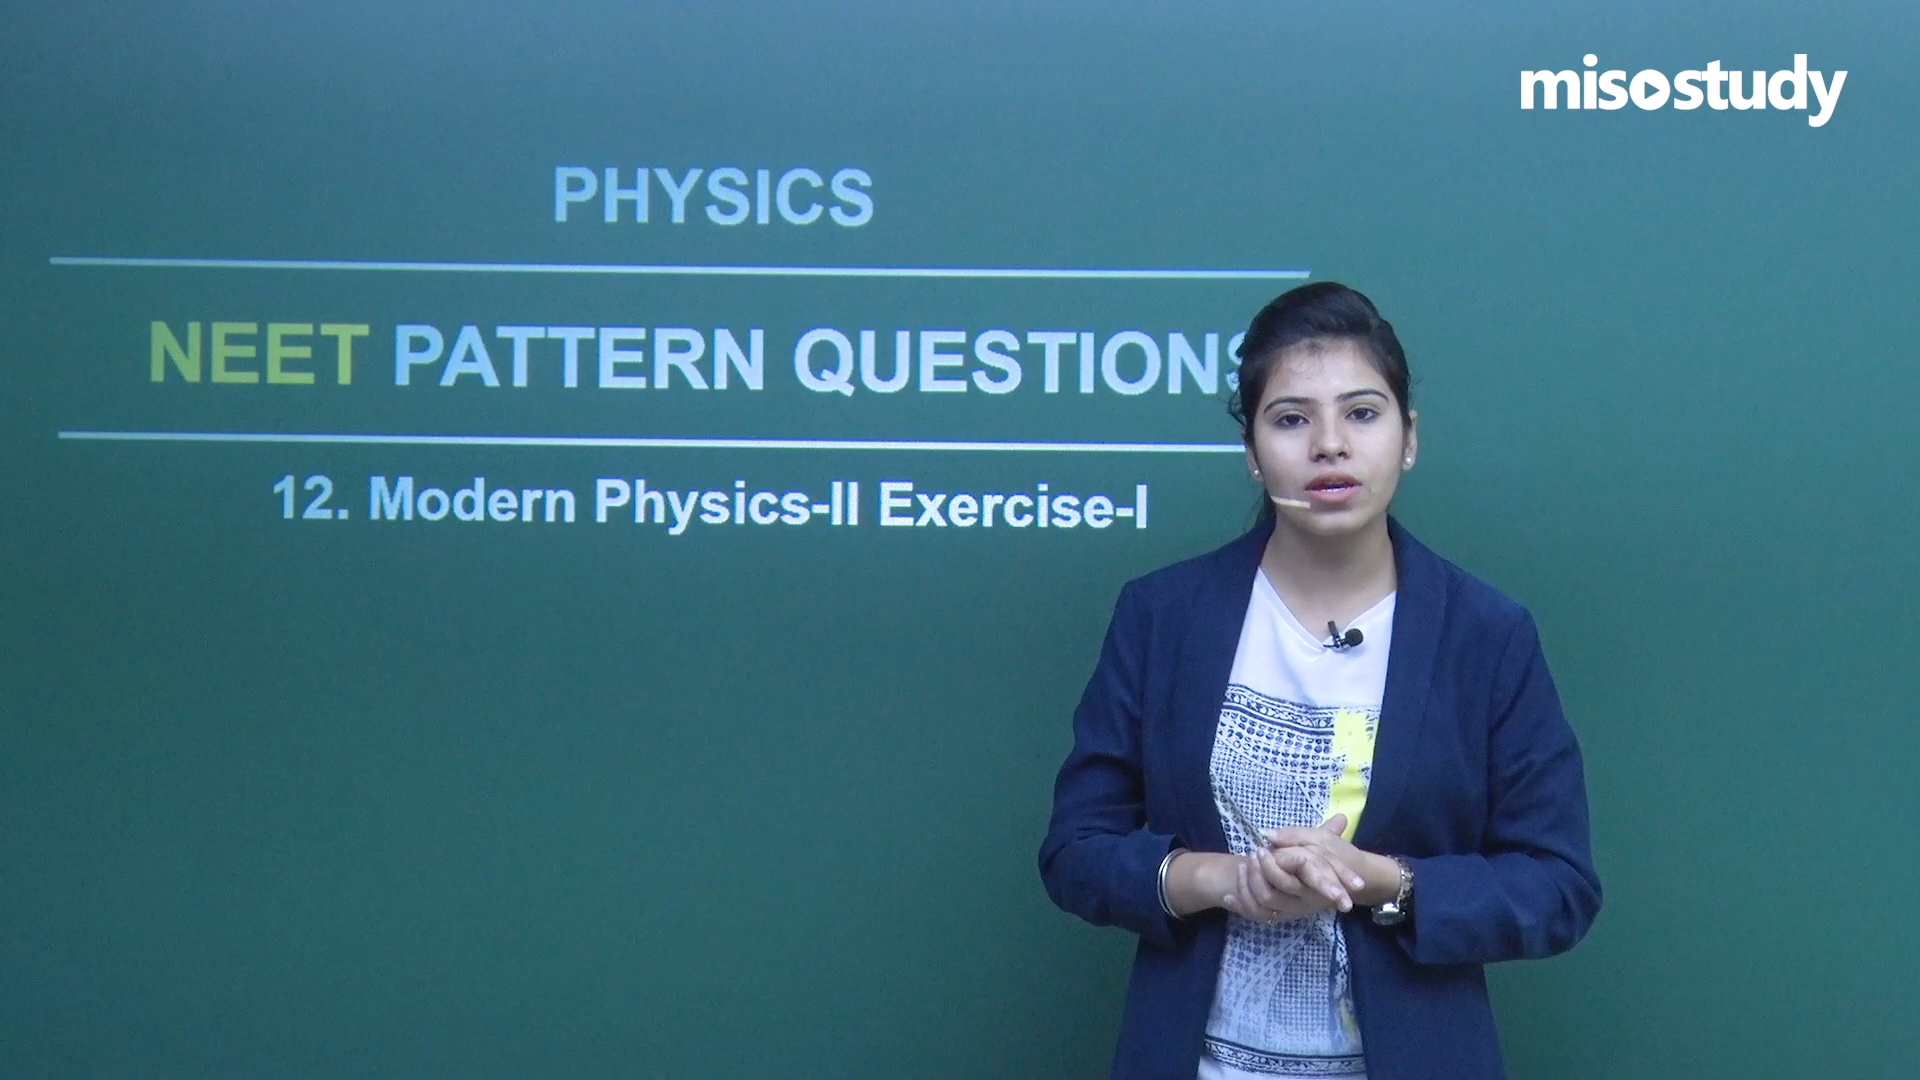 misostudy
PHYSICS
NEET PATTERN QUESTIONS
12. Modern Physics-II Exercise-I